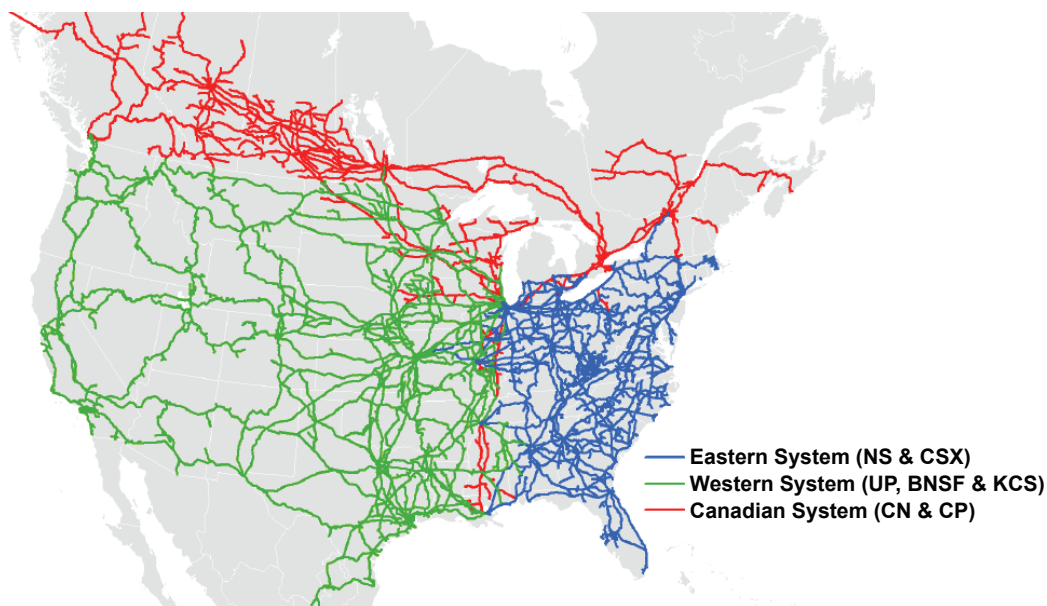 Eastern System (NS & CSX)
Western System (UP, BNSF & KCS)
Canadian System (CN & CP)